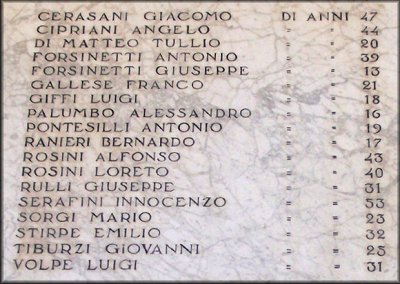 CERASANI GIACOMO DI ANNI 47
CIPRIANI ANGELO " " 44
DI MATTEO TULLIO " " 20
FORSINETTI ANTONIO " " 39
FORSINETTI GIUSEPPE " " 13
GALLESE FRANCO " " 21
GIFFI LUIGI " " 18
PALUMBO ALESSANDRO " " 16
PONTESILLI ANTONIO " " 19
RANIERI BERNARDO " " 17
ROSINI ALFONSO " " 43
ROSINI LORETO " " 40
RULLI GIUSEPPE " " 31
SERAFINI INNOCENZO " " 53
SORGI MARIO " " 23
STIRPE EMILIO " " 32
TIBURZI GIOVANNI " " 25
VOLPE LUIGI " " 31